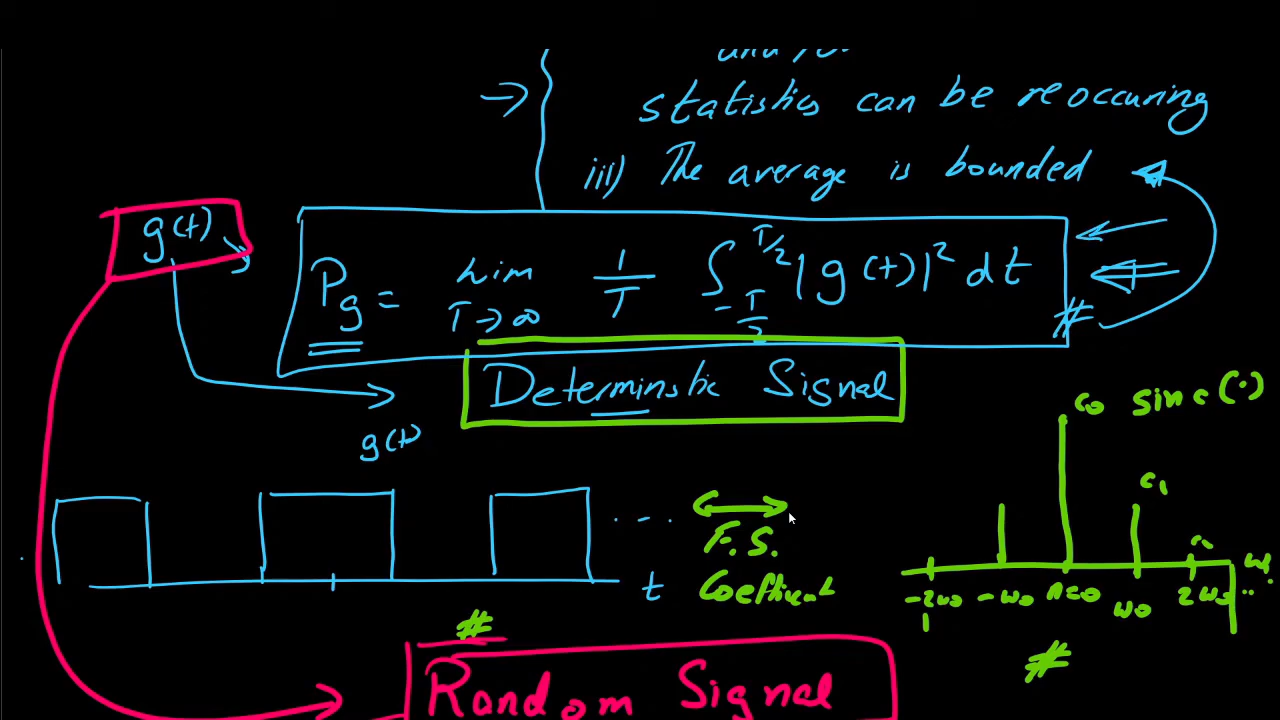 statistics can be reoccuring
iii) The average is bounded
g(t)
Pg = Lim T→∞ 1/T ∫_{-T/2}^{T/2} |g(t)|² dt
#
Determinstic Signal
g(t)
c0 sinc(·)
c1
... t
F.S.
Coefficient
-2ω0 -ω0 n=0 ω0 2ω0 ..
#
#
Random Signal